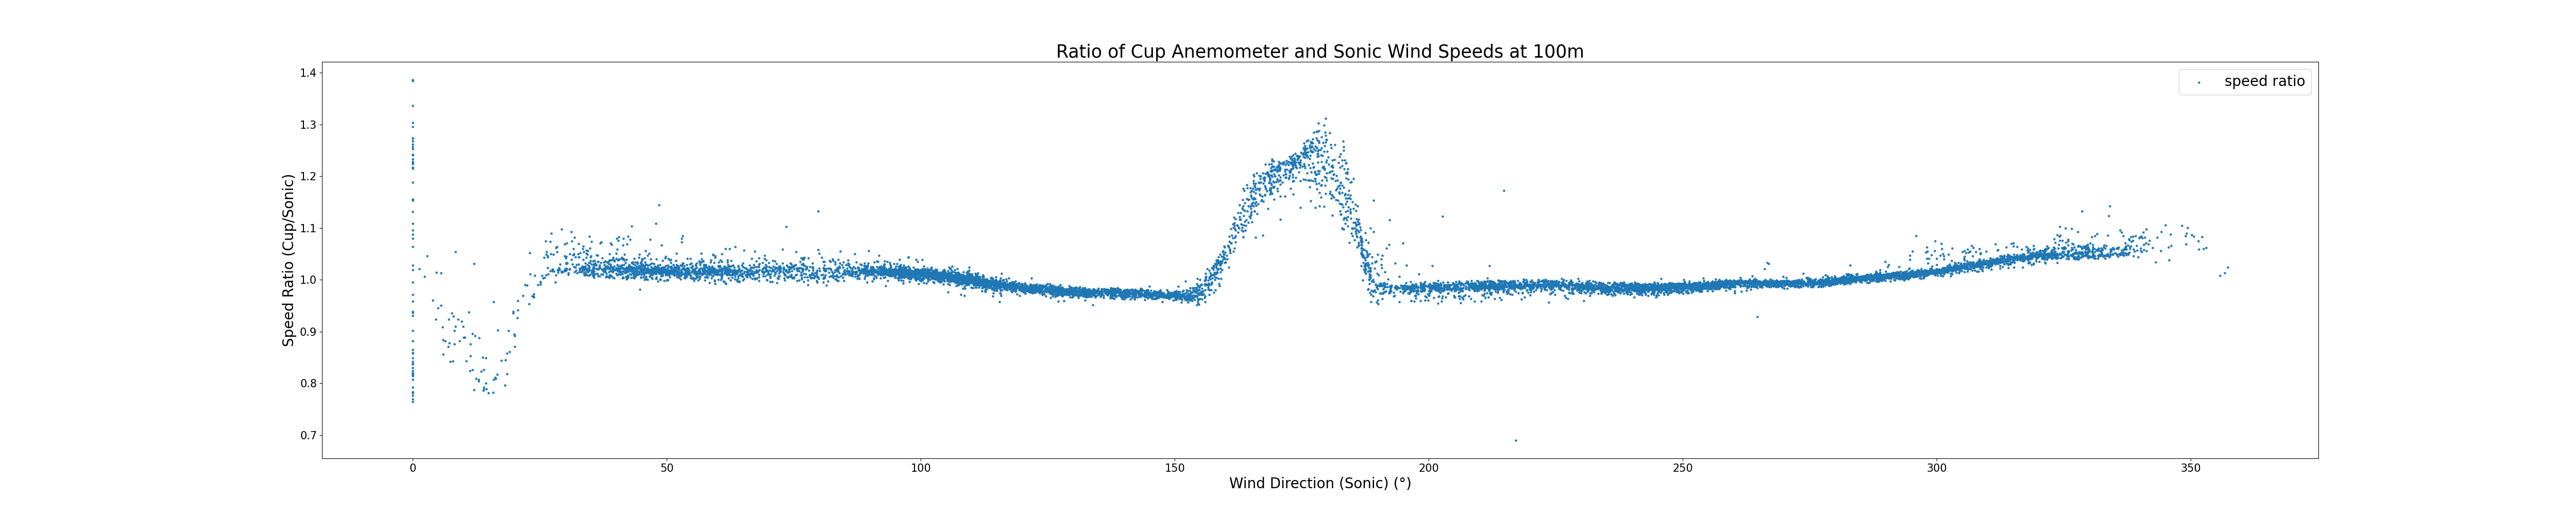 Ratio of Cup Anemometer and Sonic Wind Speeds at 100m
speed ratio
Speed Ratio (Cup/Sonic)
1.4
1.3
1.2
1.1
1.0
0.9
0.8
0.7
0 50 100 150 200 250 300 350
Wind Direction (Sonic) (°)